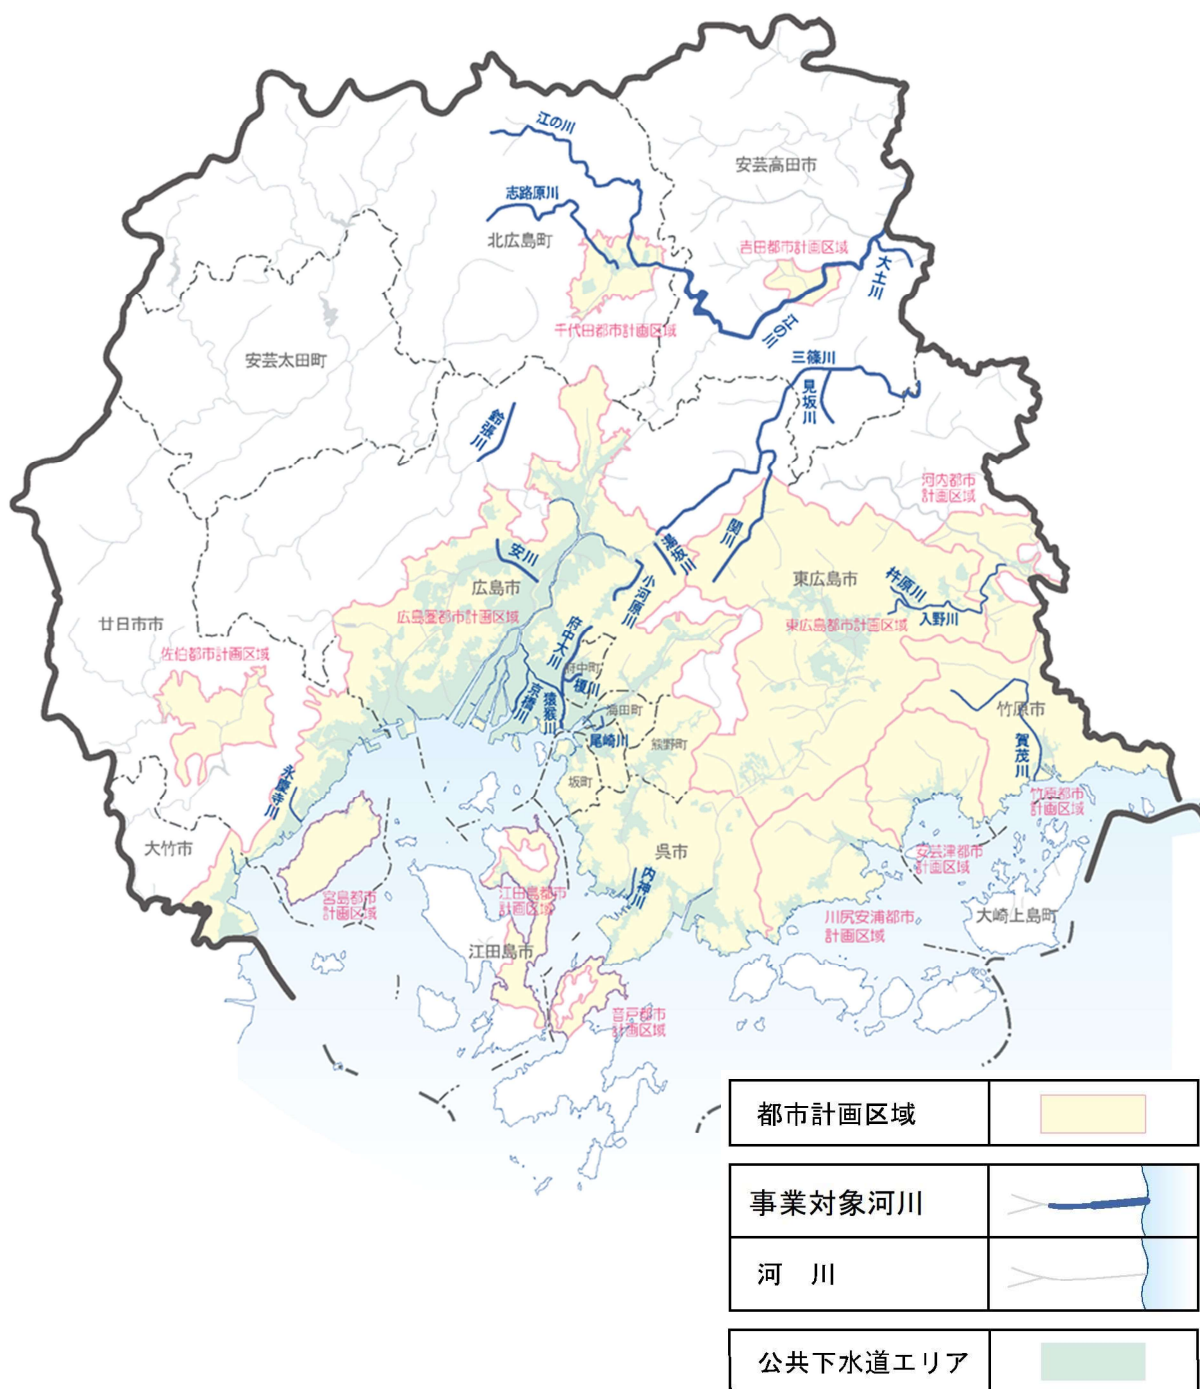 江の川
安芸高田市
志路原川
北広島町
吉田都市計画区域
大土川
千代田都市計画区域
江の川
安芸太田町
三篠川
見坂川
鈴張川
河内都市
計画区域
関川
湯坂川
安川
小河原川
広島市
東広島市
杵原川
入野川
広島圏都市計画区域
東広島都市計画区域
廿日市市
佐伯都市計画区域
府中大川
府中町
榎川
京橋川
猿猴川
海田町
尾崎川
熊野町
坂町
竹原市
賀茂川
永慶寺川
竹原都市
計画区域
大竹市
呉市
安芸津都市
計画区域
内神川
宮島都市
計画区域
江田島都市
計画区域
川尻安浦都市
計画区域
大崎上島町
江田島市
音戸都市
計画区域
都市計画区域
事業対象河川
河　川
公共下水道エリア